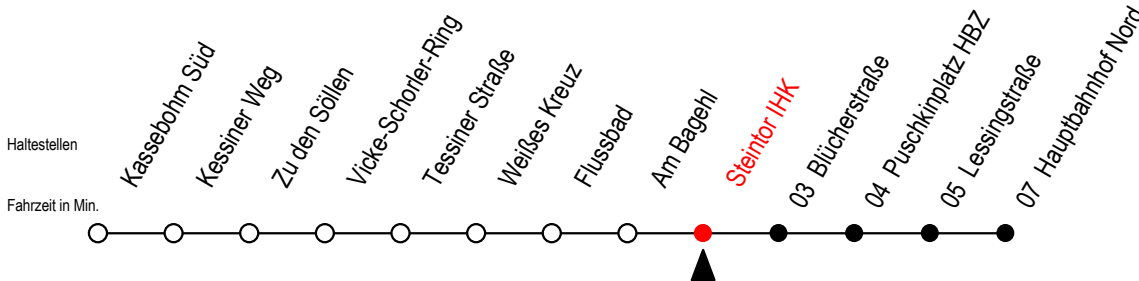 Haltestellen
Fahrzeit in Min.
Kassebohm Süd
Kessiner Weg
Zu den Söllen
Vicke-Schorler-Ring
Tessiner Straße
Weißes Kreuz
Flussbad
Am Bagehl
Steintor IHK
03 Blücherstraße
04 Puschkinplatz HBZ
05 Lessingstraße
07 Hauptbahnhof Nord